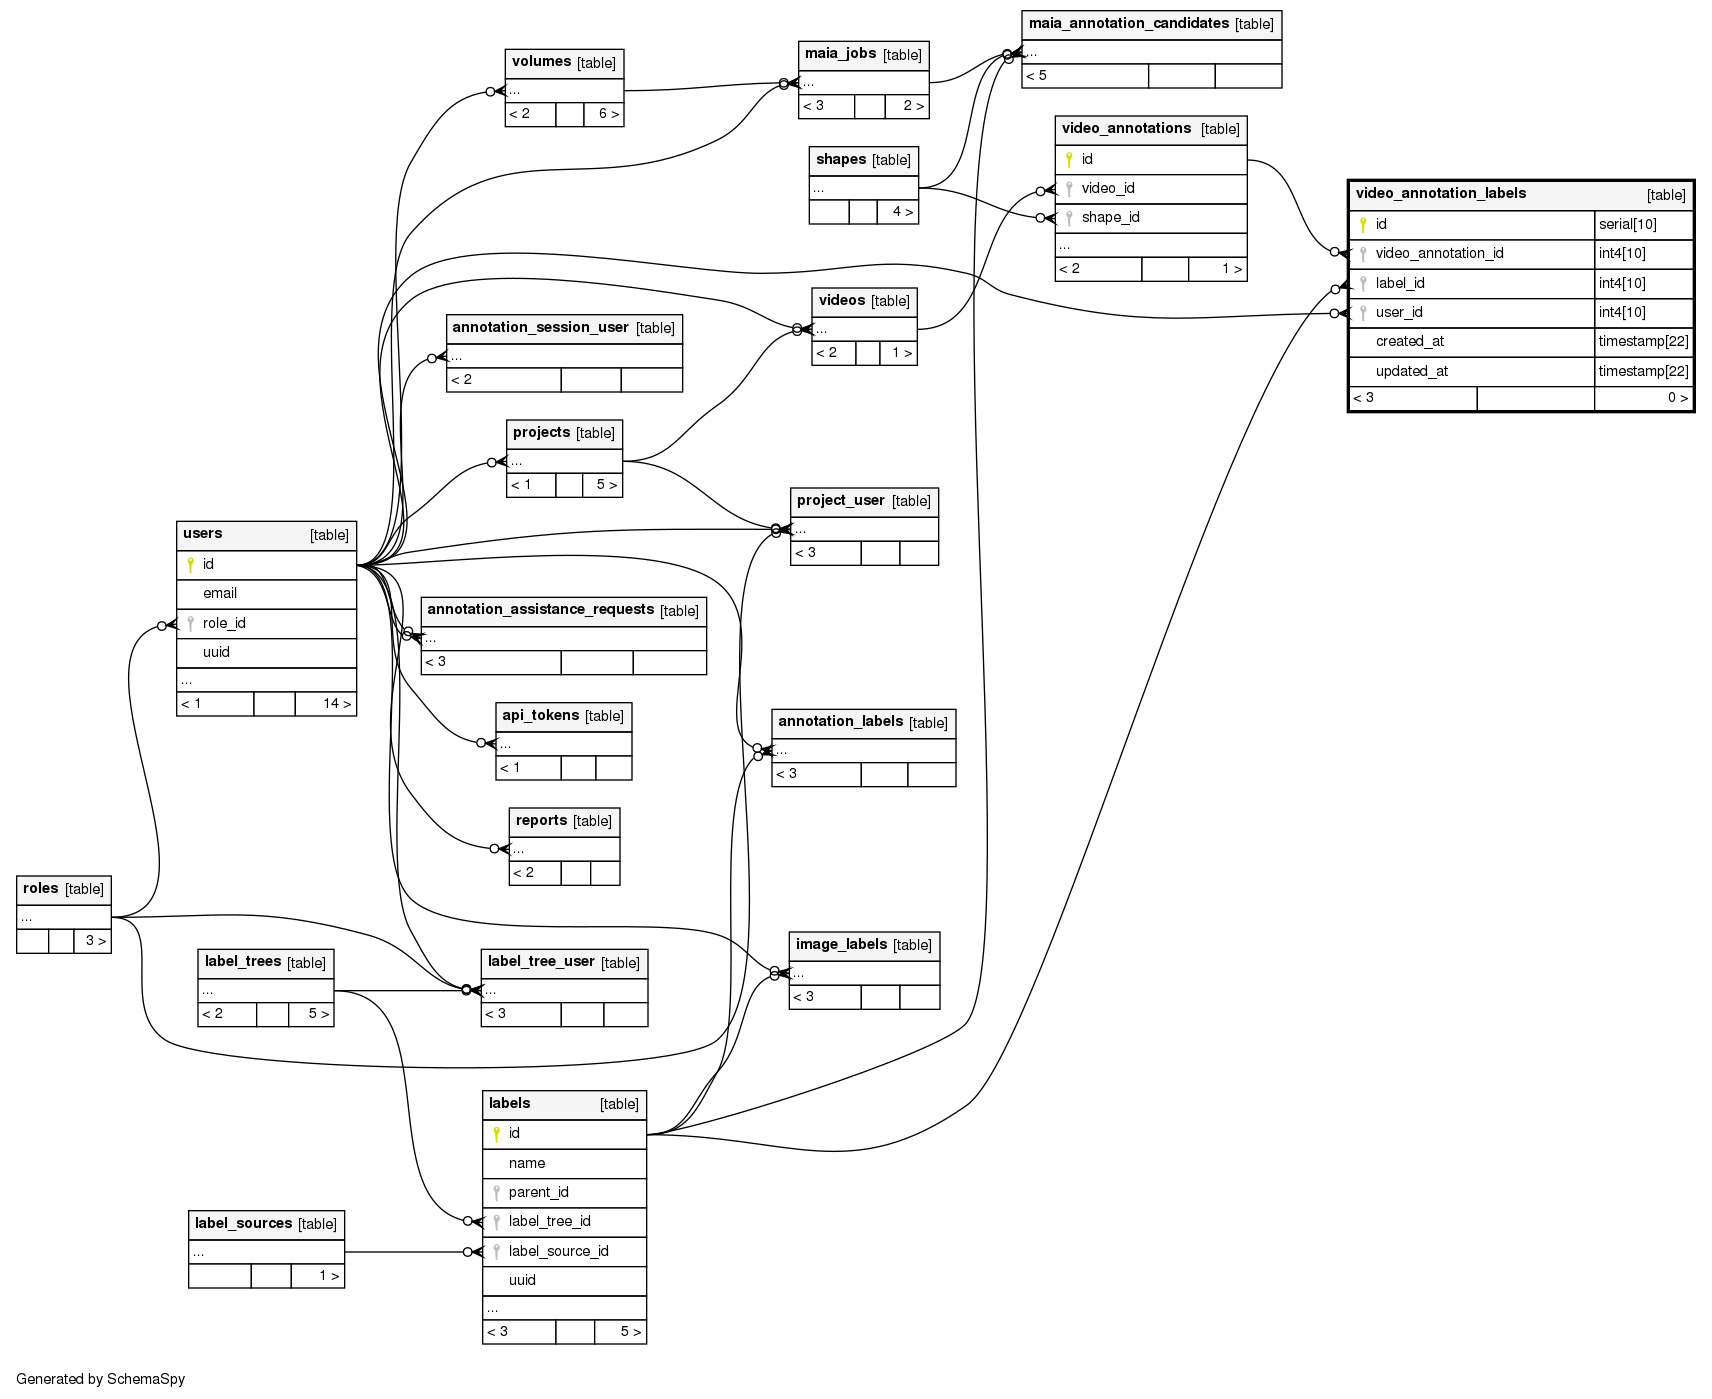 maia_annotation_candidates [table]
...
< 5
maia_jobs [table]
...
< 3 2 >
volumes [table]
...
< 2 6 >
video_annotations [table]
id
video_id
shape_id
...
< 2 1 >
shapes [table]
...
4 >
video_annotation_labels [table]
id serial[10]
video_annotation_id int4[10]
label_id int4[10]
user_id int4[10]
created_at timestamp[22]
updated_at timestamp[22]
< 3 0 >
videos [table]
...
< 2 1 >
annotation_session_user [table]
...
< 2
projects [table]
...
< 1 5 >
project_user [table]
...
< 3
users [table]
id
email
role_id
uuid
...
< 1 14 >
annotation_assistance_requests [table]
...
< 3
api_tokens [table]
...
< 1
annotation_labels [table]
...
< 3
reports [table]
...
< 2
roles [table]
...
3 >
image_labels [table]
...
< 3
label_trees [table]
...
< 2 5 >
label_tree_user [table]
...
< 3
labels [table]
id
name
parent_id
label_tree_id
label_source_id
uuid
...
< 3 5 >
label_sources [table]
...
1 >
Generated by SchemaSpy